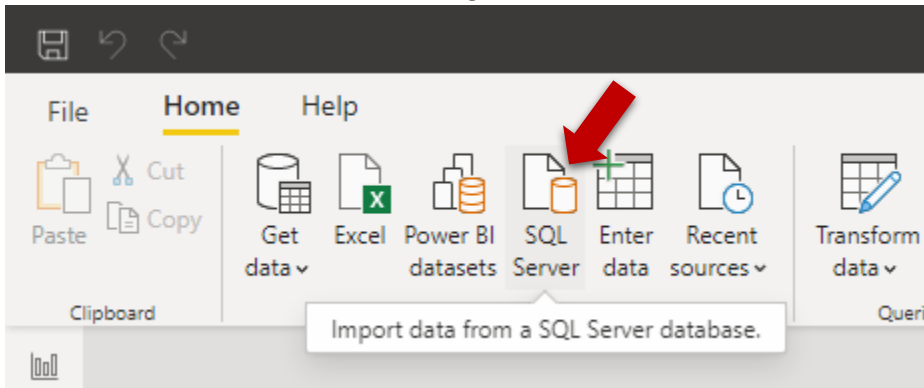 File Home Help
Cut
Copy
Paste
Get data
Excel
Power BI datasets
SQL Server
Enter data
Recent sources
Transform data
Clipboard
Queri
Import data from a SQL Server database.